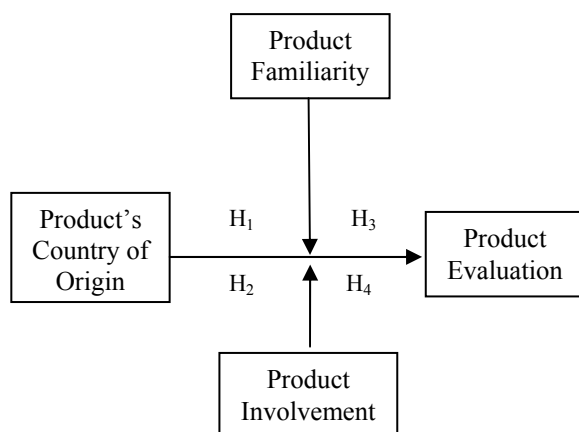 Product
Familiarity
H₁
H₃
Product’s
Country of
Origin
Product
Evaluation
H₂
H₄
Product
Involvement